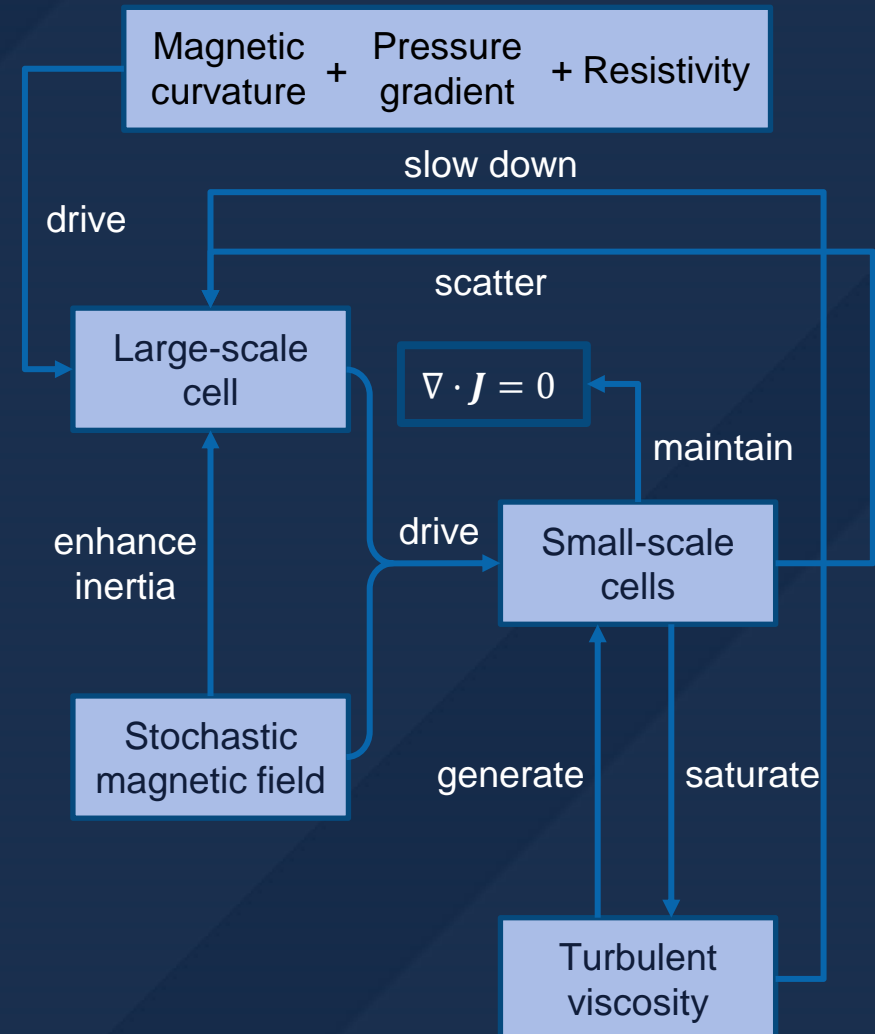 Magnetic curvature + Pressure gradient + Resistivity
slow down
drive
scatter
Large-scale
cell
∇ · J = 0
maintain
enhance
inertia
drive
Small-scale
cells
Stochastic
magnetic field
generate
saturate
Turbulent
viscosity